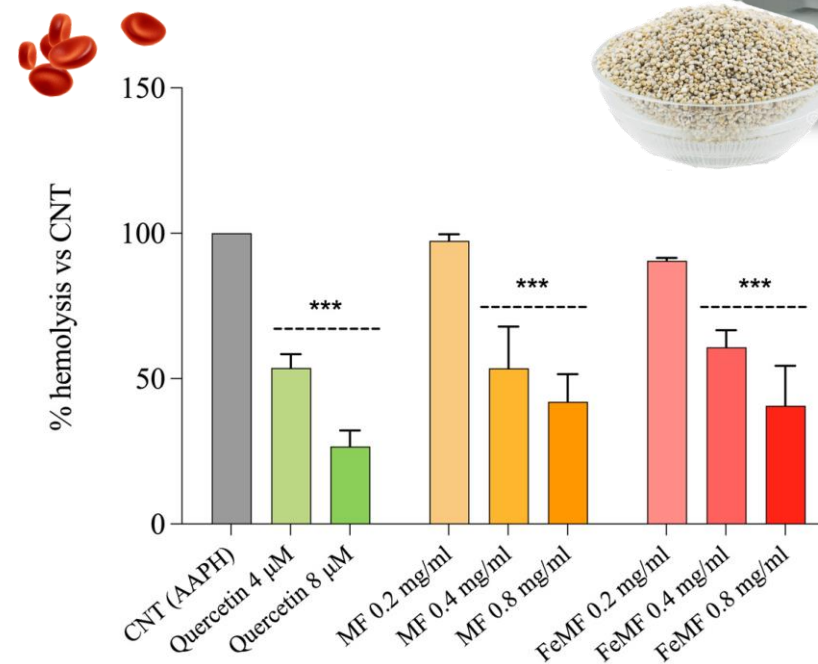 150
100
50
0
% hemolysis vs CNT
***
***
***
CNT (AAPH)
Quercetin 4 μM
Quercetin 8 μM
MF 0.2 mg/ml
MF 0.4 mg/ml
MF 0.8 mg/ml
FeMF 0.2 mg/ml
FeMF 0.4 mg/ml
FeMF 0.8 mg/ml